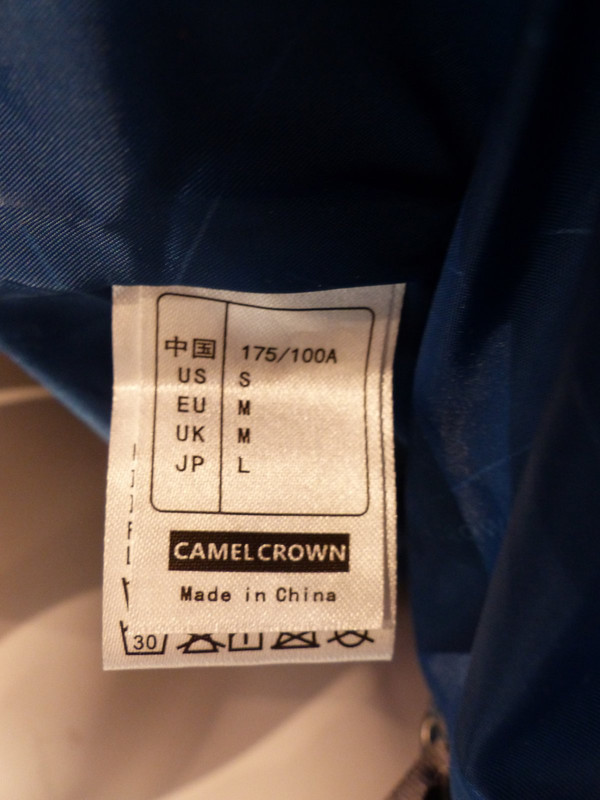 中国 175/100A
US S
EU M
UK M
JP L
CAMELCROWN
Made in China
30